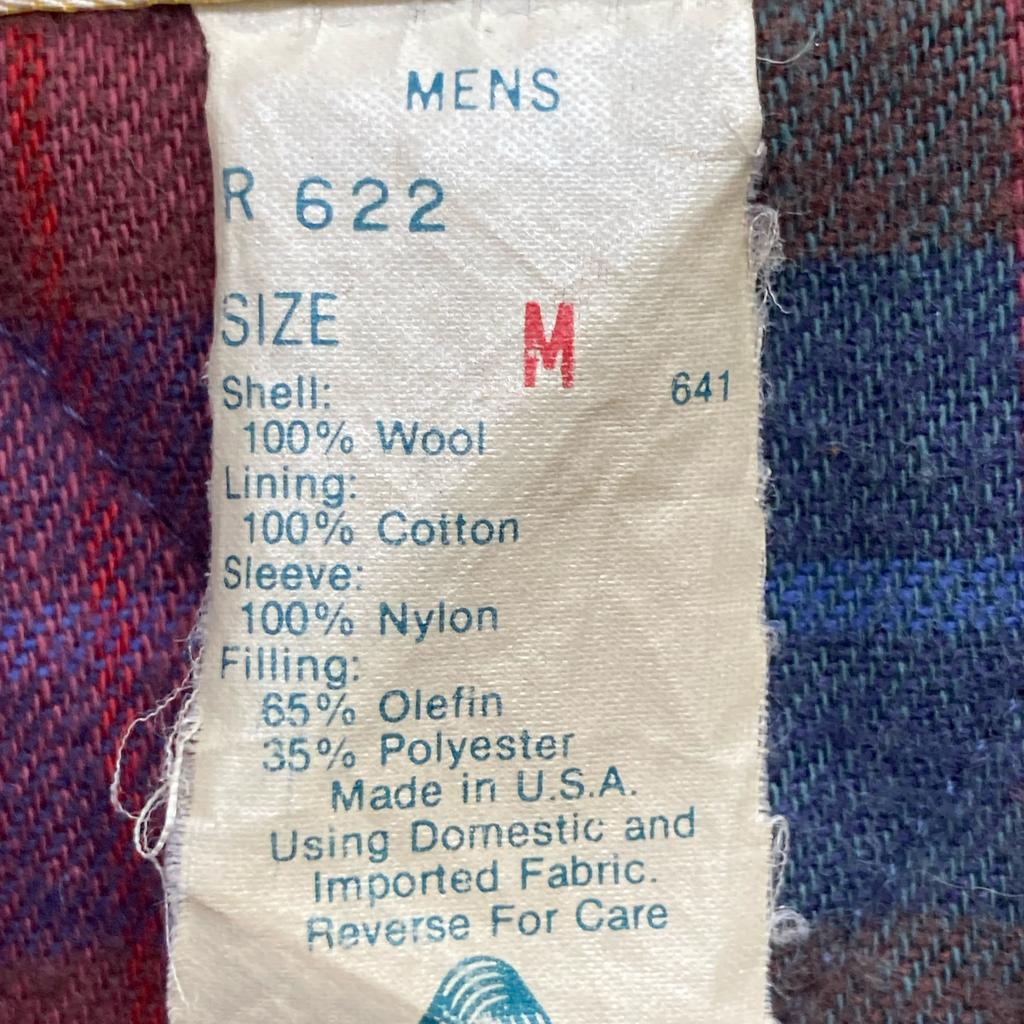 MENS
R 622
SIZE M
641
Shell:
100% Wool
Lining:
100% Cotton
Sleeve:
100% Nylon
Filling:
65% Olefin
35% Polyester
Made in U.S.A.
Using Domestic and
Imported Fabric.
Reverse For Care